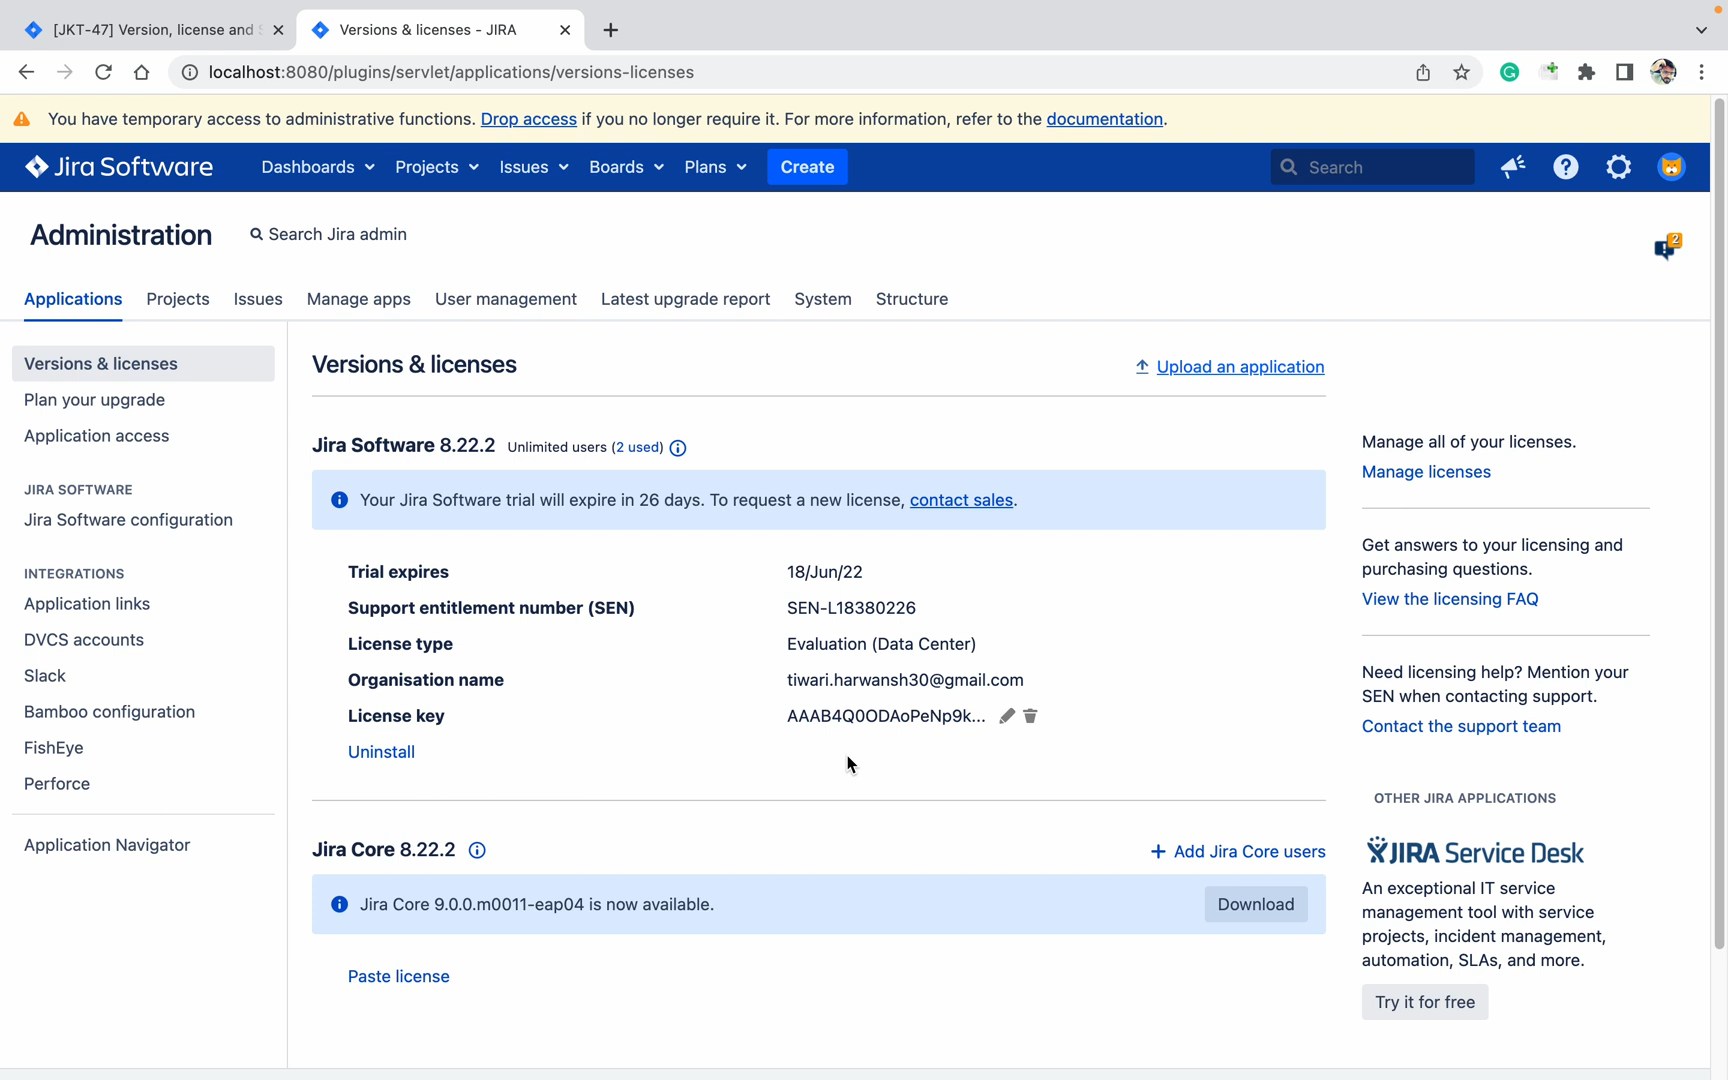 [JKT-47] Version, license and
Versions & licenses - JIRA
localhost:8080/plugins/servlet/applications/versions-licenses
You have temporary access to administrative functions. Drop access if you no longer require it. For more information, refer to the documentation.
Jira Software
Dashboards
Projects
Issues
Boards
Plans
Create
Search
Administration
Search Jira admin
2
Applications
Projects
Issues
Manage apps
User management
Latest upgrade report
System
Structure
Versions & licenses
Plan your upgrade
Application access
JIRA SOFTWARE
Jira Software configuration
INTEGRATIONS
Application links
DVCS accounts
Slack
Bamboo configuration
FishEye
Perforce
Application Navigator
Versions & licenses
Upload an application
Jira Software 8.22.2 Unlimited users (2 used)
Your Jira Software trial will expire in 26 days. To request a new license, contact sales.
Trial expires 18/Jun/22
Support entitlement number (SEN) SEN-L18380226
License type Evaluation (Data Center)
Organisation name tiwari.harwansh30@gmail.com
License key AAAB4Q0ODAoPeNp9k...
Uninstall
Jira Core 8.22.2
+ Add Jira Core users
Jira Core 9.0.0.m0011-eap04 is now available.
Download
Paste license
Manage all of your licenses.
Manage licenses
Get answers to your licensing and
purchasing questions.
View the licensing FAQ
Need licensing help? Mention your
SEN when contacting support.
Contact the support team
OTHER JIRA APPLICATIONS
JIRA Service Desk
An exceptional IT service
management tool with service
projects, incident management,
automation, SLAs, and more.
Try it for free